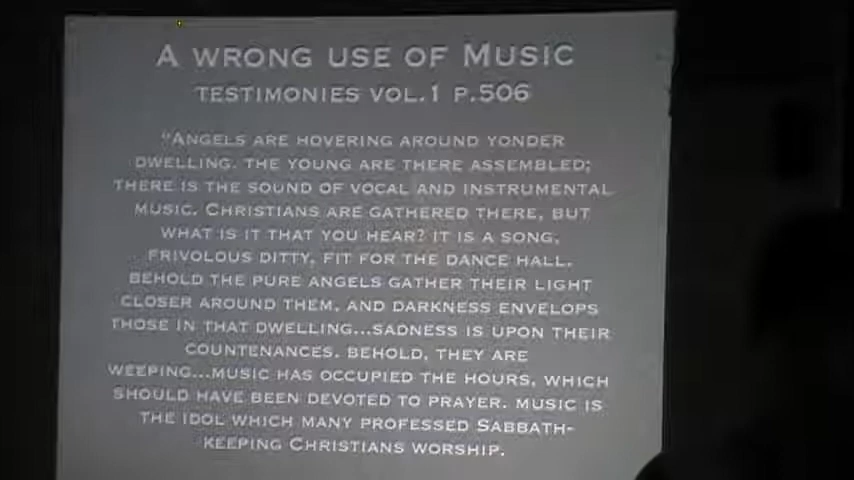 A WRONG USE OF MUSIC
TESTIMONIES VOL.1 P.506
"ANGELS ARE HOVERING AROUND YONDER
DWELLING. THE YOUNG ARE THERE ASSEMBLED;
THERE IS THE SOUND OF VOCAL AND INSTRUMENTAL
MUSIC. CHRISTIANS ARE GATHERED THERE, BUT
WHAT IS IT THAT YOU HEAR? IT IS A SONG,
FRIVOLOUS DITTY, FIT FOR THE DANCE HALL.
BEHOLD THE PURE ANGELS GATHER THEIR LIGHT
CLOSER AROUND THEM, AND DARKNESS ENVELOPS
THOSE IN THAT DWELLING...SADNESS IS UPON THEIR
COUNTENANCES. BEHOLD, THEY ARE
WEEPING...MUSIC HAS OCCUPIED THE HOURS, WHICH
SHOULD HAVE BEEN DEVOTED TO PRAYER. MUSIC IS
THE IDOL WHICH MANY PROFESSED SABBATH-
KEEPING CHRISTIANS WORSHIP.